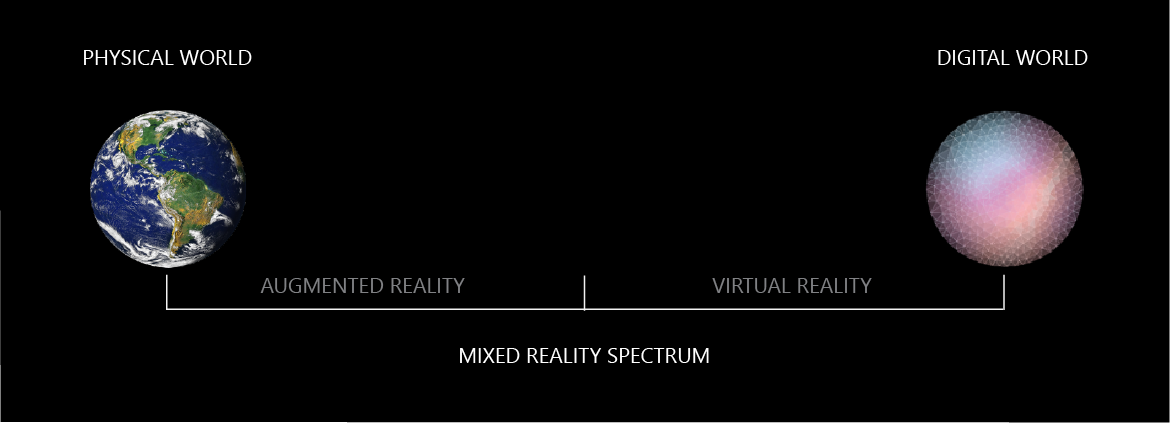 PHYSICAL WORLD
DIGITAL WORLD
AUGMENTED REALITY
VIRTUAL REALITY
MIXED REALITY SPECTRUM